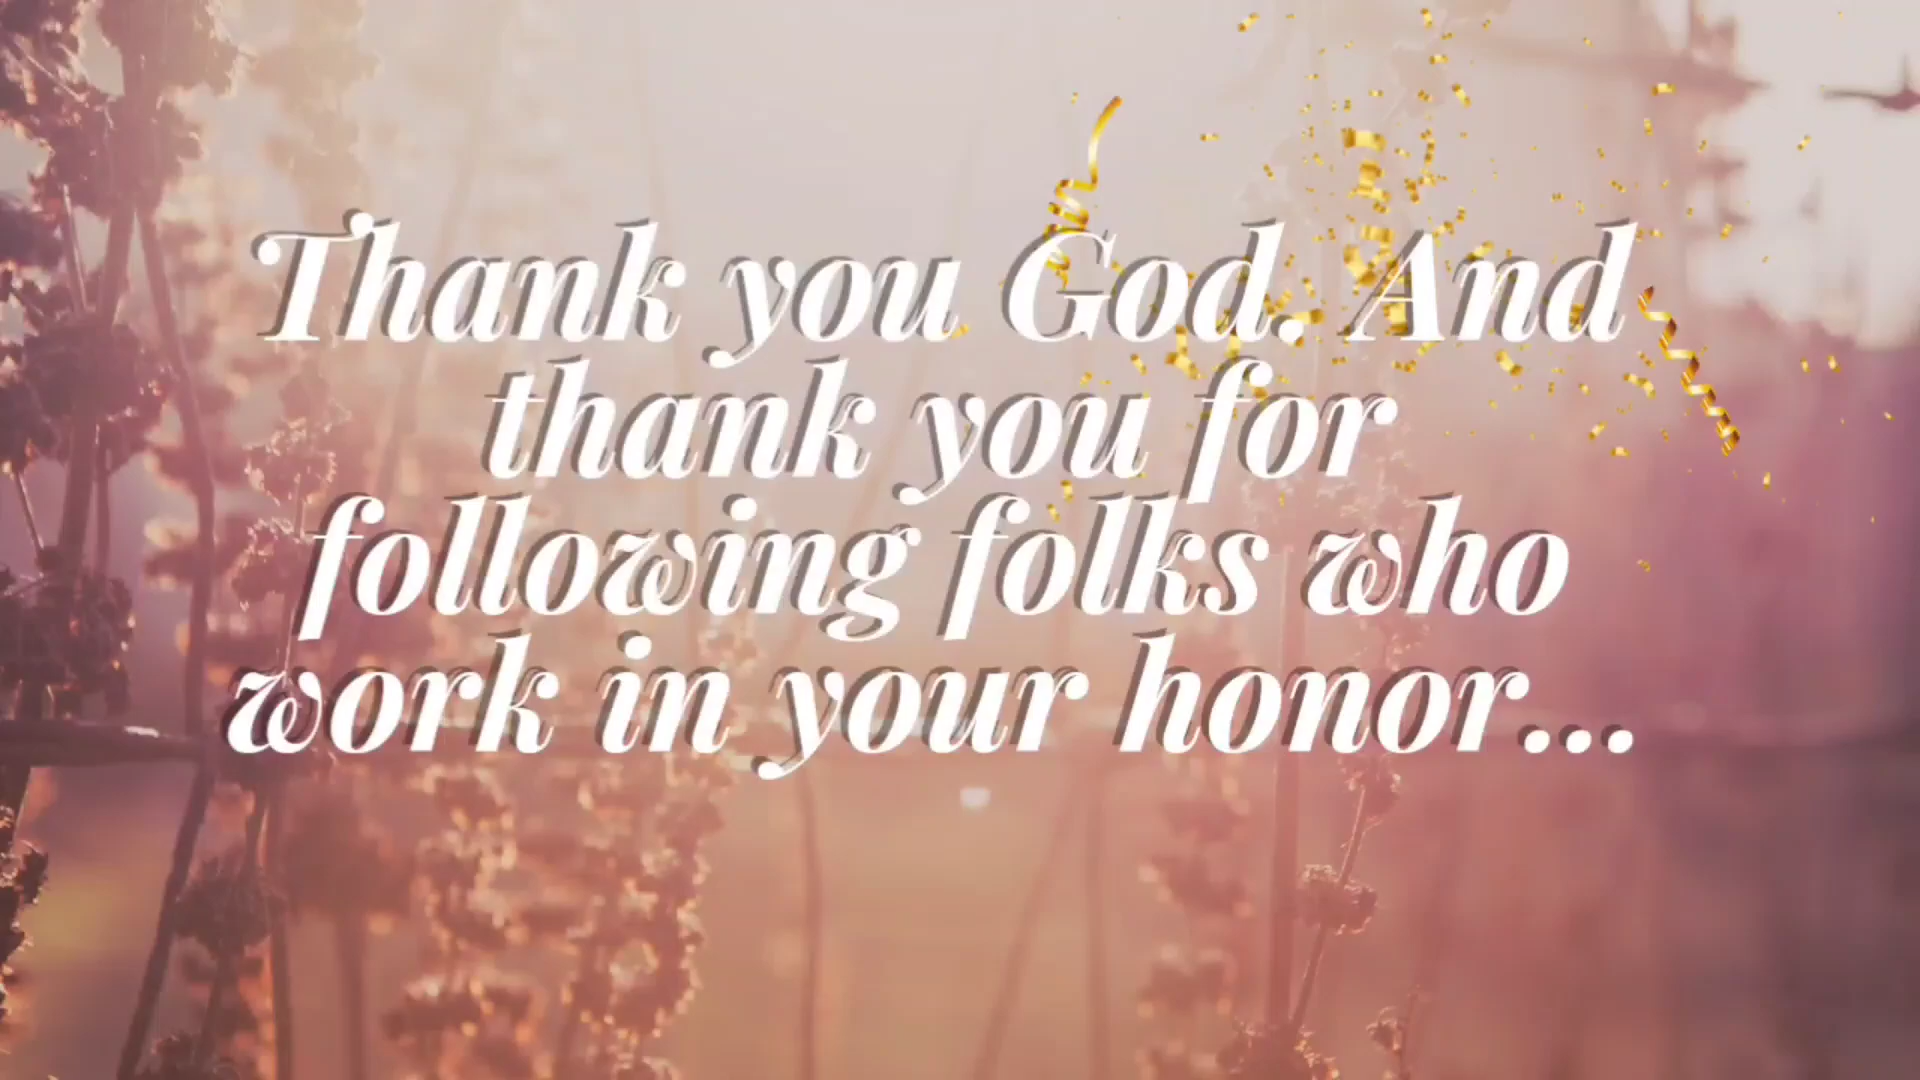 Thank you God. And
thank you for
following folks who
work in your honor...